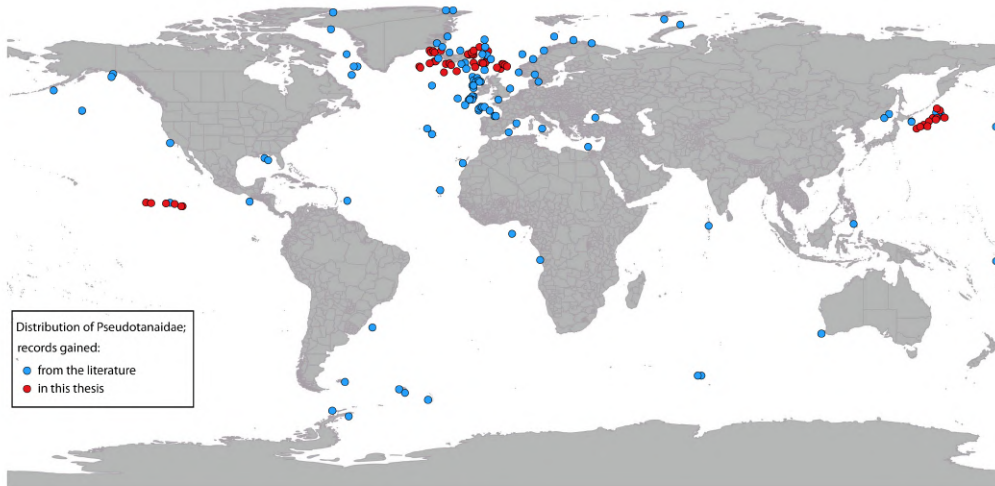 Distribution of Pseudotanaidae;
records gained:
from the literature
in this thesis